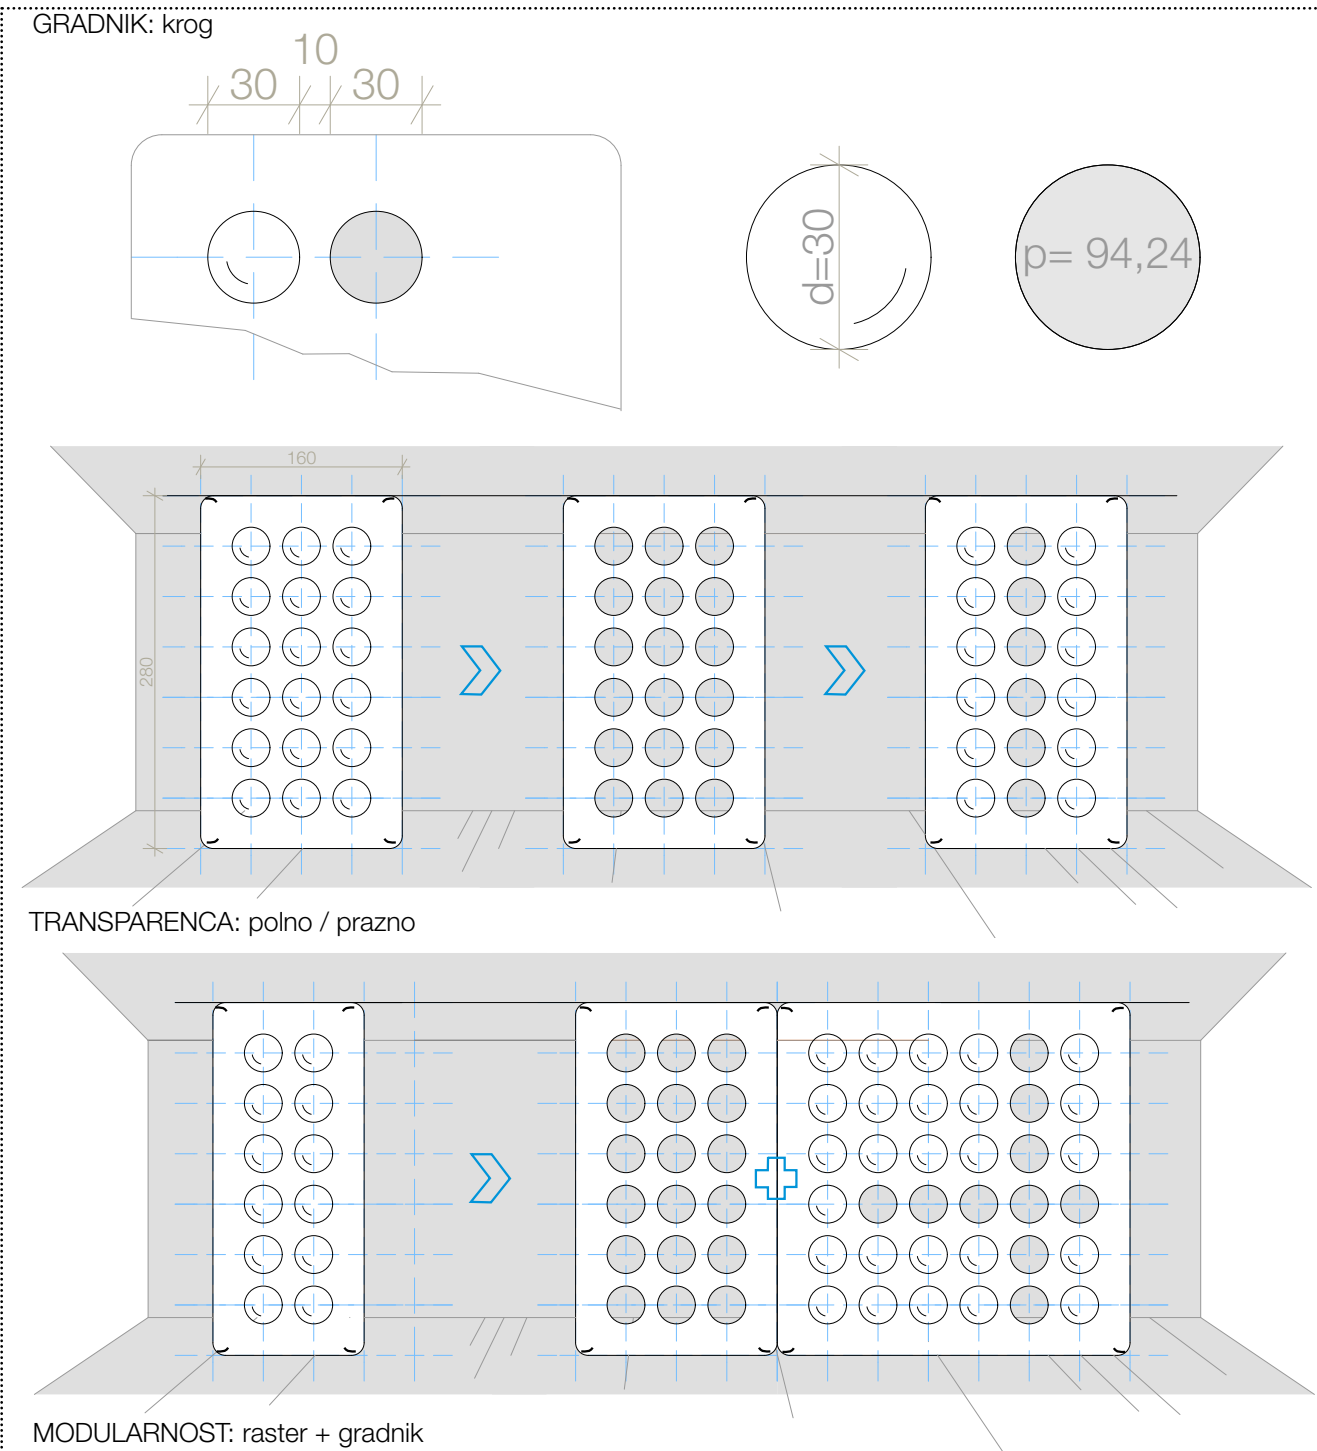 GRADNIK: krog
10
30 30
d=30
p= 94,24
160
280
TRANSPARENCA: polno / prazno
MODULARNOST: raster + gradnik